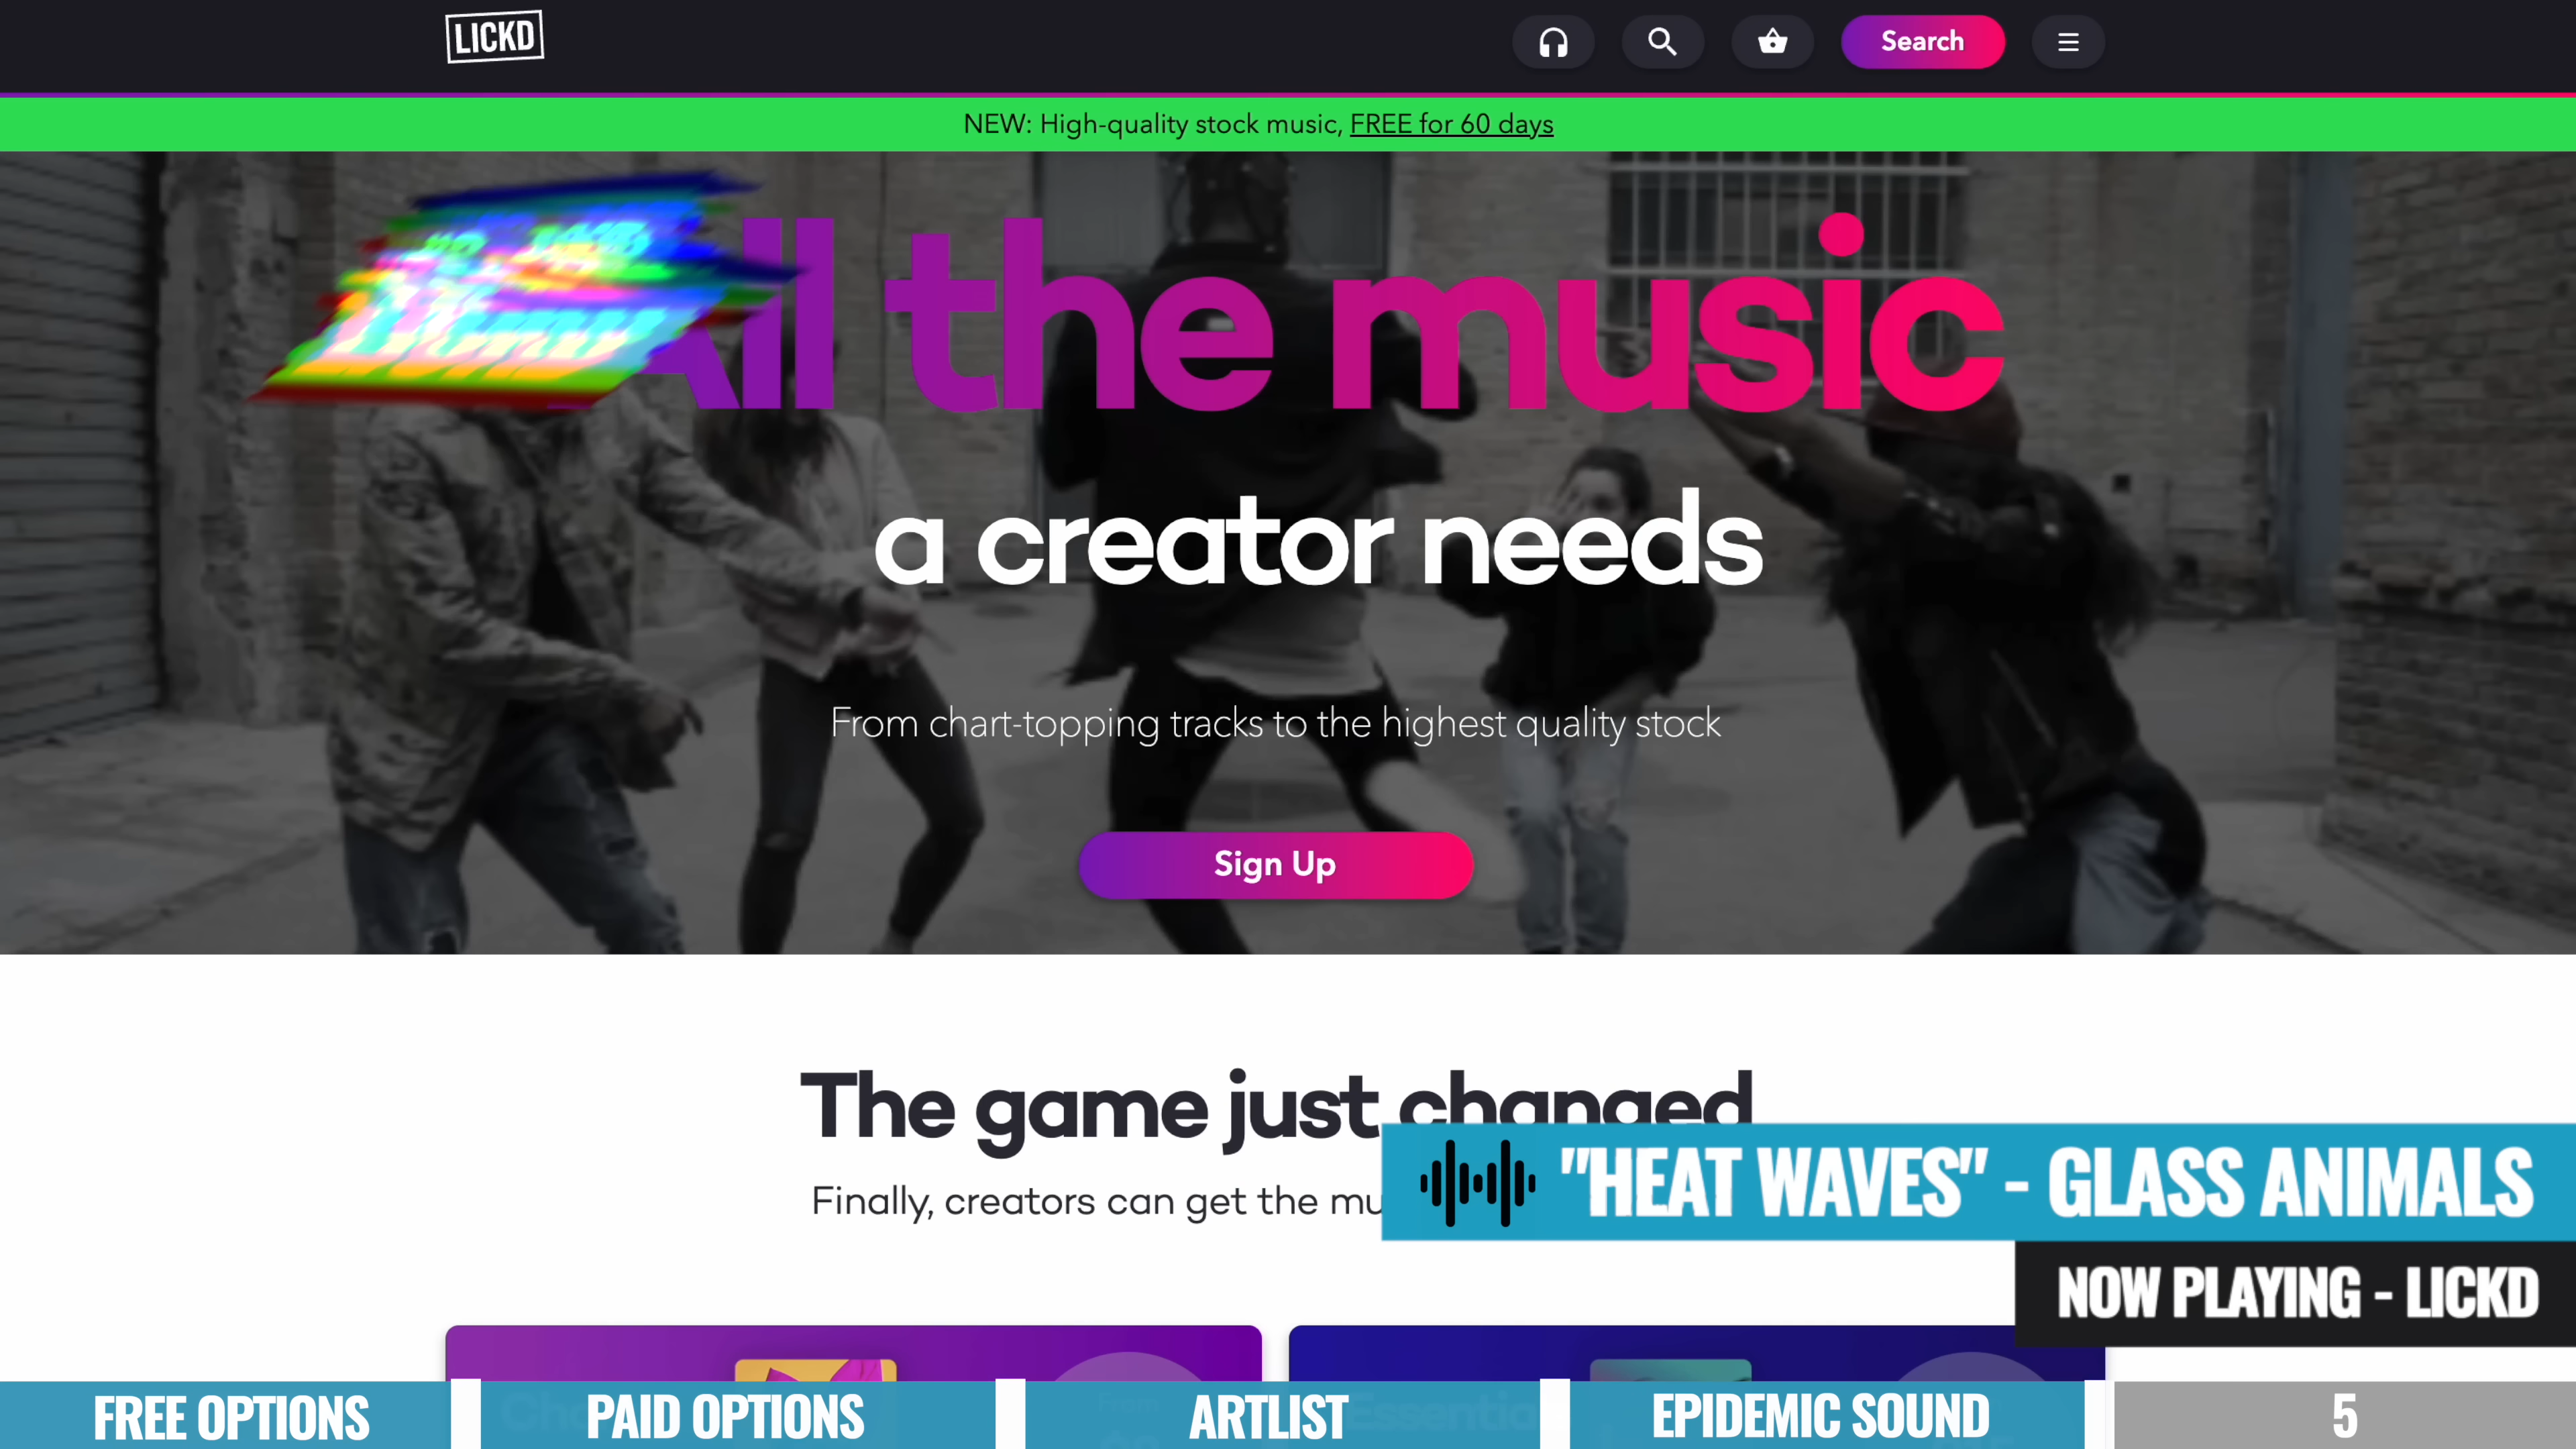 LICKD
Search
NEW: High-quality stock music, FREE for 60 days
All the music
a creator needs
From chart-topping tracks to the highest quality stock
Sign Up
The game just changed
Finally, creators can get the mu
"HEAT WAVES" - GLASS ANIMALS
NOW PLAYING - LICKD
FREE OPTIONS
PAID OPTIONS
ARTLIST
EPIDEMIC SOUND
5